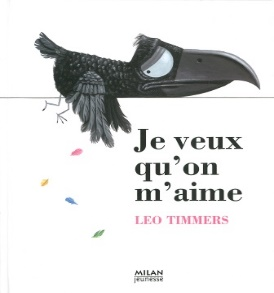 Je veux
qu'on
m'aime
LEO TIMMERS
MILAN
jeunesse